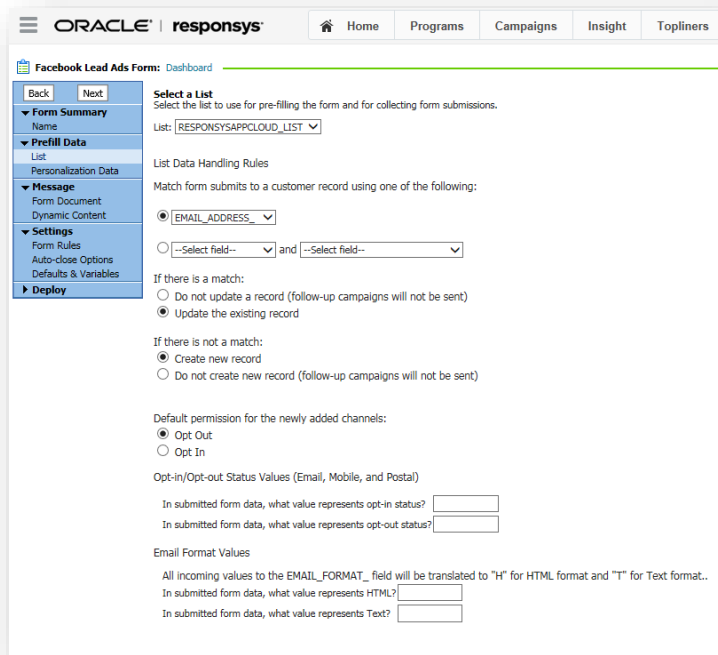 ORACLE | responsys
Home Programs Campaigns Insight Topliners
Facebook Lead Ads Form: Dashboard
Back Next
Form Summary
Name
Prefill Data
List
Personalization Data
Message
Form Document
Dynamic Content
Settings
Form Rules
Auto-close Options
Defaults & Variables
Deploy
Select a List
Select the list to use for pre-filling the form and for collecting form submissions.
List: RESPONSYSAPPCLOUD_LIST
List Data Handling Rules
Match form submits to a customer record using one of the following:
EMAIL_ADDRESS_
--Select field-- and --Select field--
If there is a match:
Do not update a record (follow-up campaigns will not be sent)
Update the existing record
If there is not a match:
Create new record
Do not create new record (follow-up campaigns will not be sent)
Default permission for the newly added channels:
Opt Out
Opt In
Opt-in/Opt-out Status Values (Email, Mobile, and Postal)
In submitted form data, what value represents opt-in status?
In submitted form data, what value represents opt-out status?
Email Format Values
All incoming values to the EMAIL_FORMAT_ field will be translated to "H" for HTML format and "T" for Text format..
In submitted form data, what value represents HTML?
In submitted form data, what value represents Text?